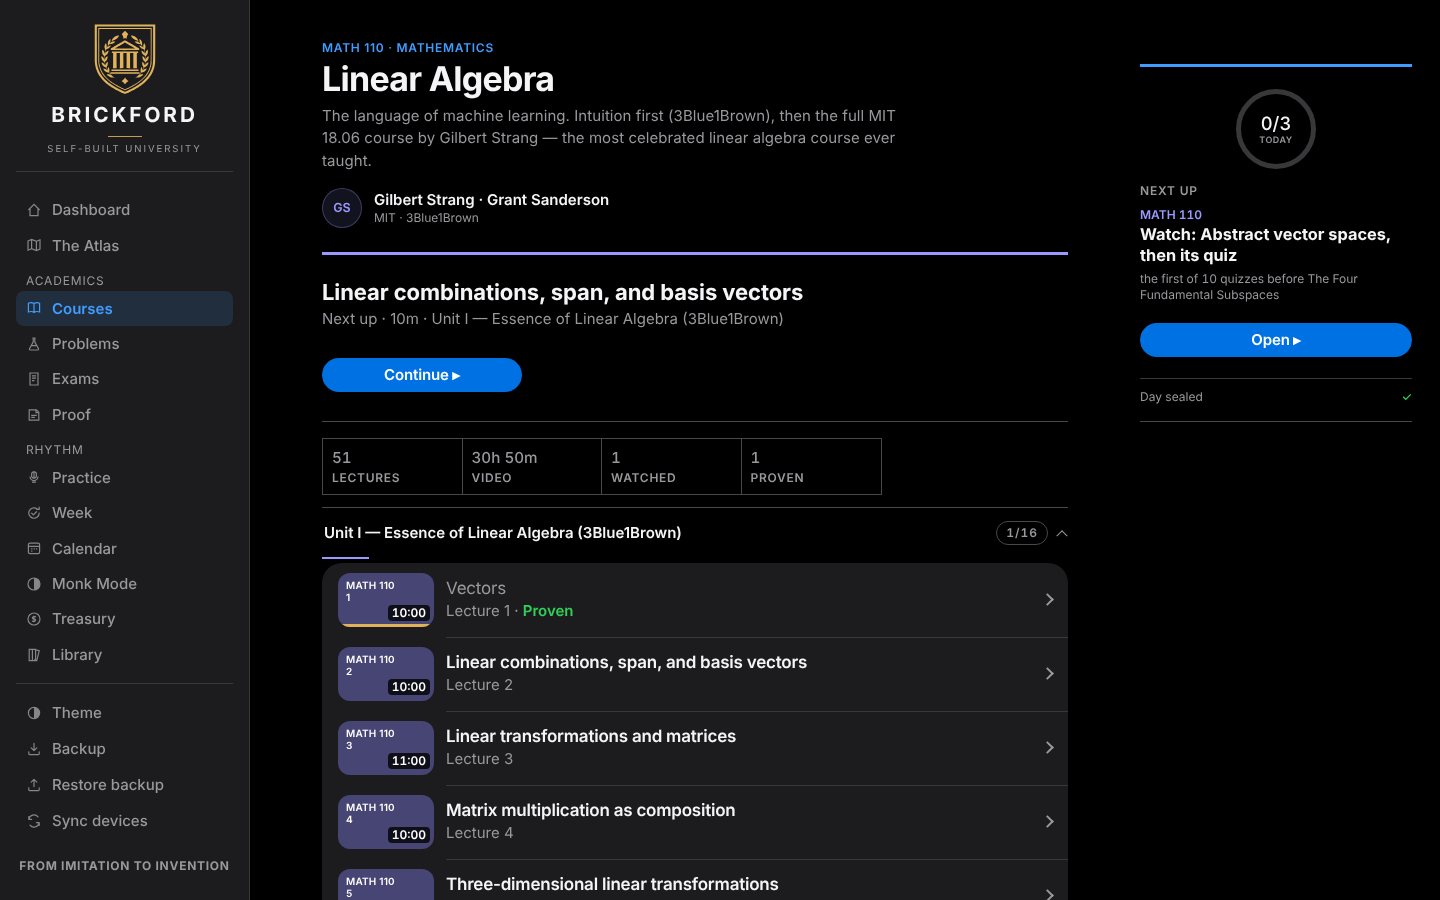 BRICKFORD
SELF-BUILT UNIVERSITY
Dashboard
The Atlas
ACADEMICS
Courses
Problems
Exams
Proof
RHYTHM
Practice
Week
Calendar
Monk Mode
Treasury
Library
Theme
Backup
Restore backup
Sync devices
FROM IMITATION TO INVENTION
MATH 110 · MATHEMATICS
Linear Algebra
The language of machine learning. Intuition first (3Blue1Brown), then the full MIT
18.06 course by Gilbert Strang — the most celebrated linear algebra course ever
taught.
GS
Gilbert Strang · Grant Sanderson
MIT · 3Blue1Brown
Linear combinations, span, and basis vectors
Next up · 10m · Unit I — Essence of Linear Algebra (3Blue1Brown)
Continue ▸
51
LECTURES
30h 50m
VIDEO
1
WATCHED
1
PROVEN
Unit I — Essence of Linear Algebra (3Blue1Brown)
1/16
MATH 110
1
10:00
Vectors
Lecture 1 · Proven
MATH 110
2
10:00
Linear combinations, span, and basis vectors
Lecture 2
MATH 110
3
11:00
Linear transformations and matrices
Lecture 3
MATH 110
4
10:00
Matrix multiplication as composition
Lecture 4
MATH 110
5
Three-dimensional linear transformations
0/3
TODAY
NEXT UP
MATH 110
Watch: Abstract vector spaces,
then its quiz
the first of 10 quizzes before The Four
Fundamental Subspaces
Open ▸
Day sealed ✓